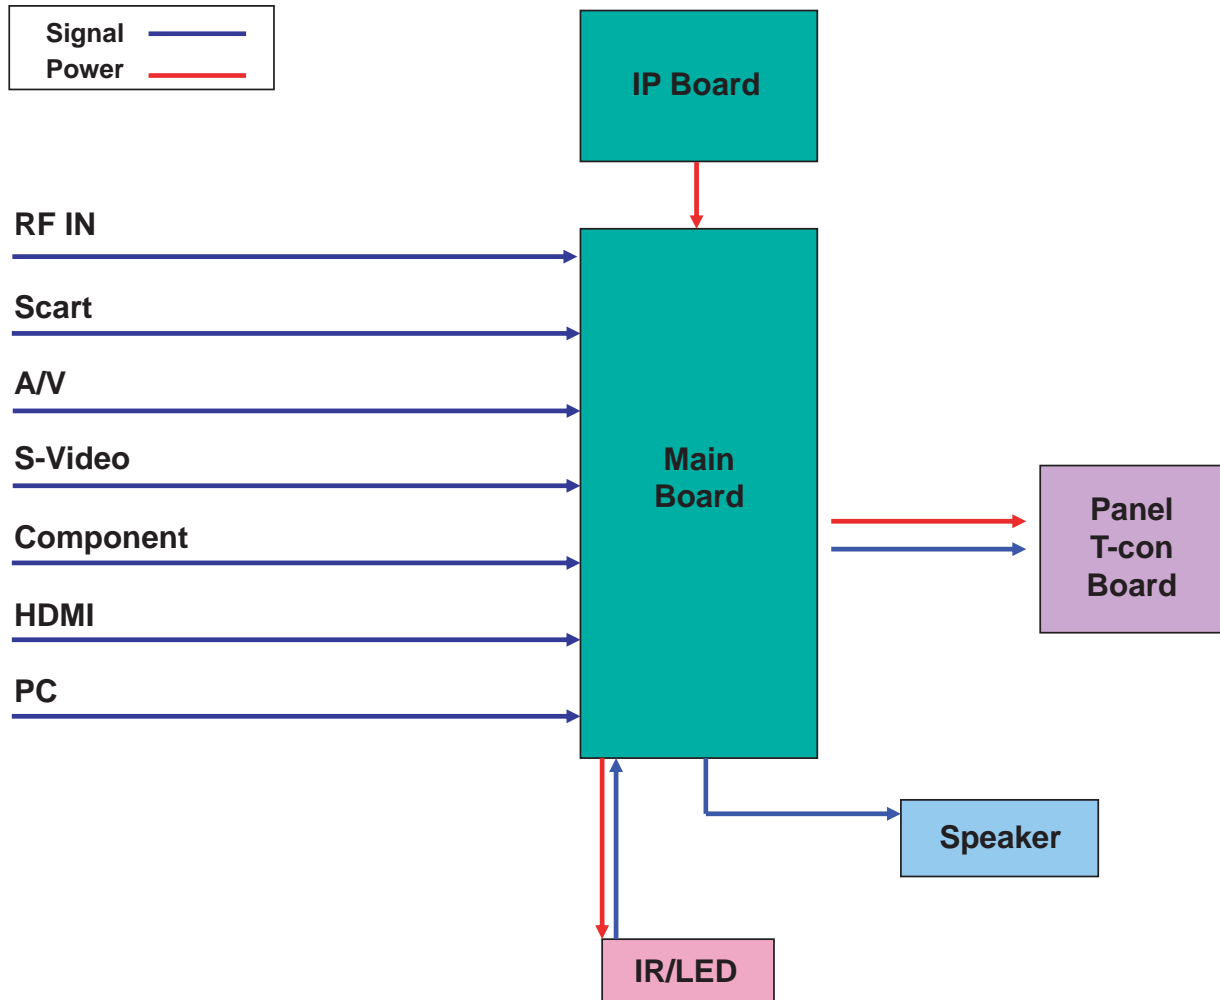 Signal
Power
IP Board
RF IN
Scart
A/V
S-Video
Component
HDMI
PC
Main
Board
Panel
T-con
Board
Speaker
IR/LED